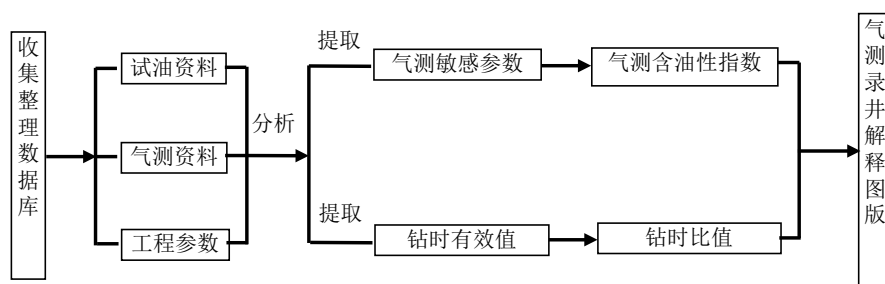 收集整理数据库
试油资料
气测资料
工程参数
分析
提取
气测敏感参数
气测含油性指数
提取
钻时有效值
钻时比值
气测录井解释图版